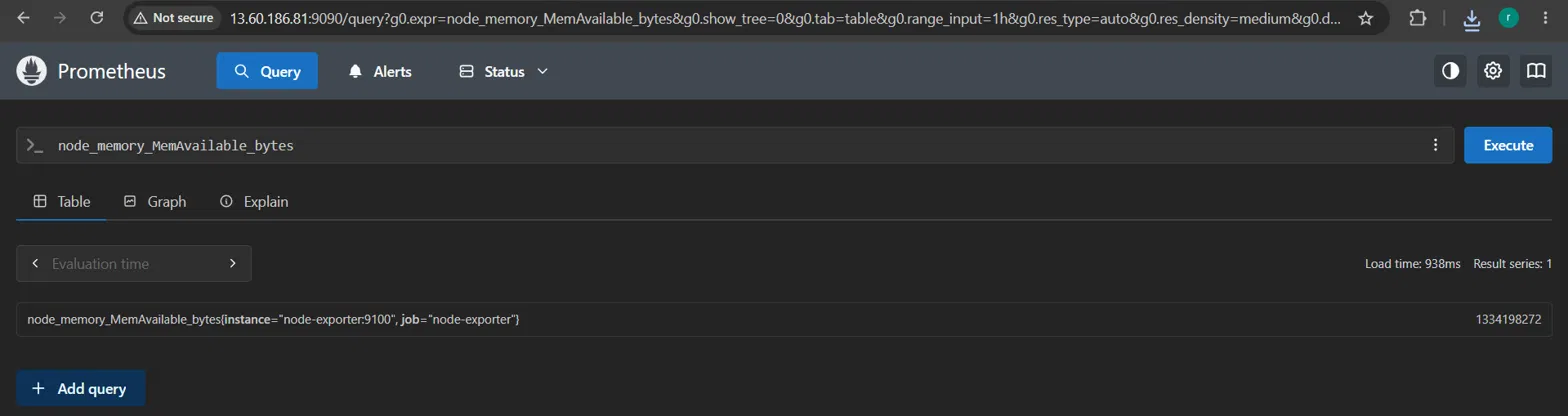 Not secure 13.60.186.81:9090/query?g0.expr=node_memory_MemAvailable_bytes&g0.show_tree=0&g0.tab=table&g0.range_input=1h&g0.res_type=auto&g0.res_density=medium&g0.d... r
Prometheus Query Alerts Status
>_ node_memory_MemAvailable_bytes Execute
Table Graph Explain
Evaluation time Load time: 938ms Result series: 1
node_memory_MemAvailable_bytes{instance="node-exporter:9100", job="node-exporter"} 1334198272
+ Add query